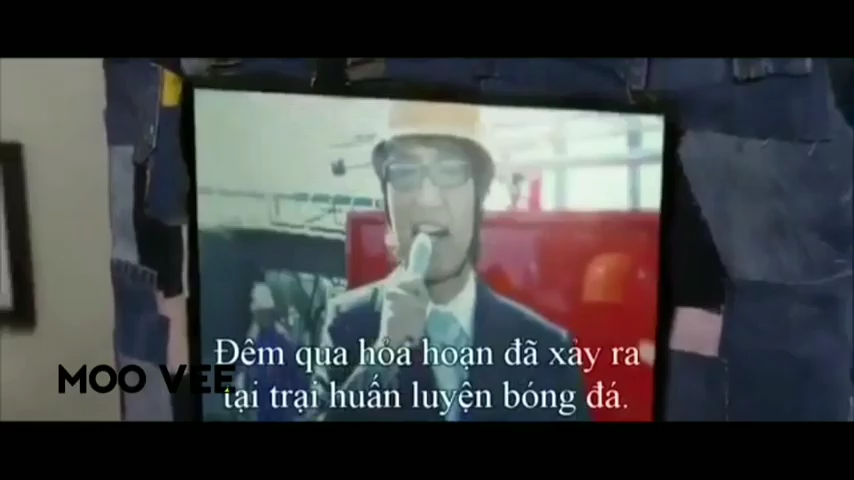 Đêm qua hỏa hoạn đã xảy ra
MOO VEE
tại trại huấn luyện bóng đá.